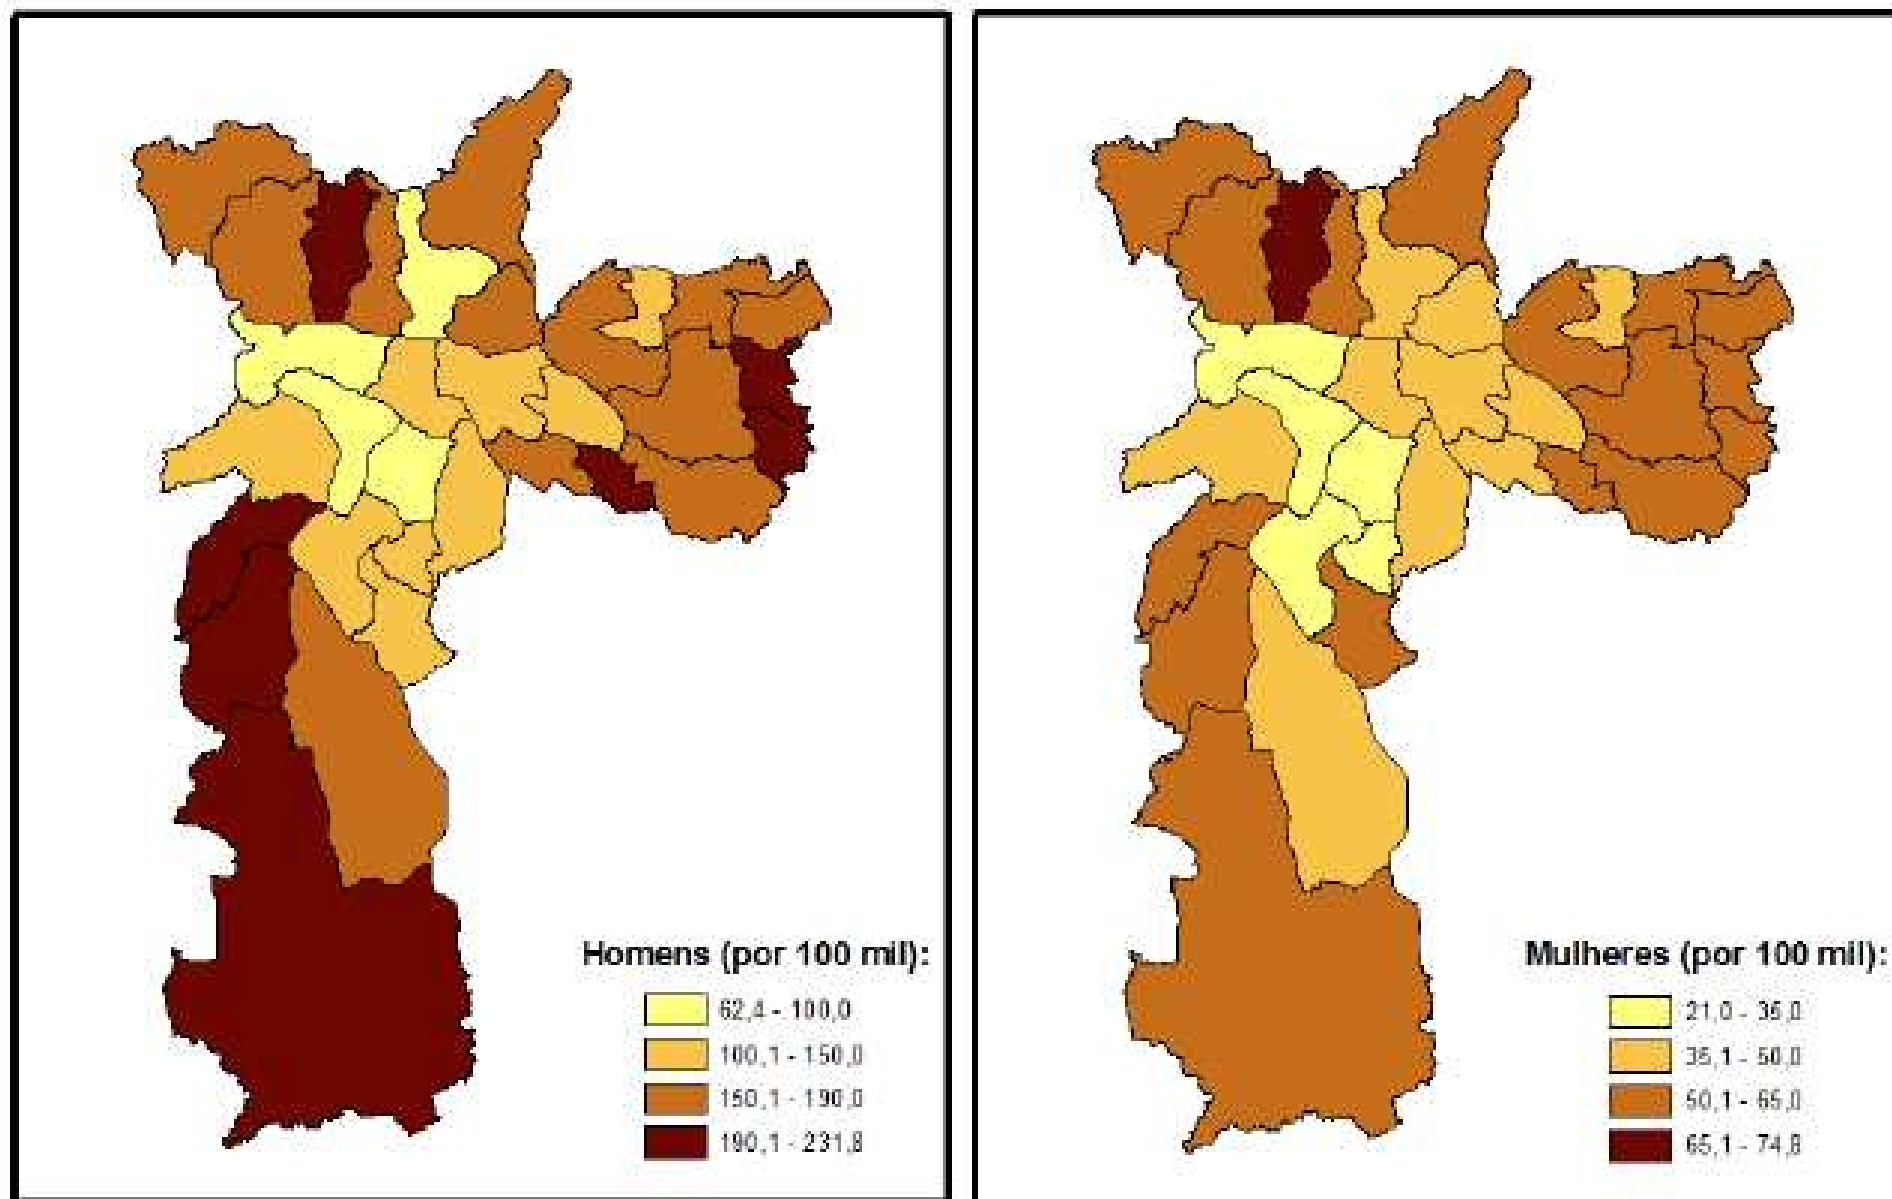 Homens (por 100 mil):
62,4 - 100,0
100,1 - 150,0
150,1 - 190,0
190,1 - 231,8
Mulheres (por 100 mil):
21,0 - 35,0
35,1 - 50,0
50,1 - 65,0
65,1 - 74,8